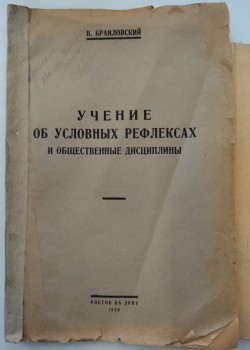 В. БРАИЛОВСКИЙ
УЧЕНИЕ
ОБ УСЛОВНЫХ РЕФЛЕКСАХ
И ОБЩЕСТВЕННЫЕ ДИСЦИПЛИНЫ
РОСТОВ НА ДОНУ